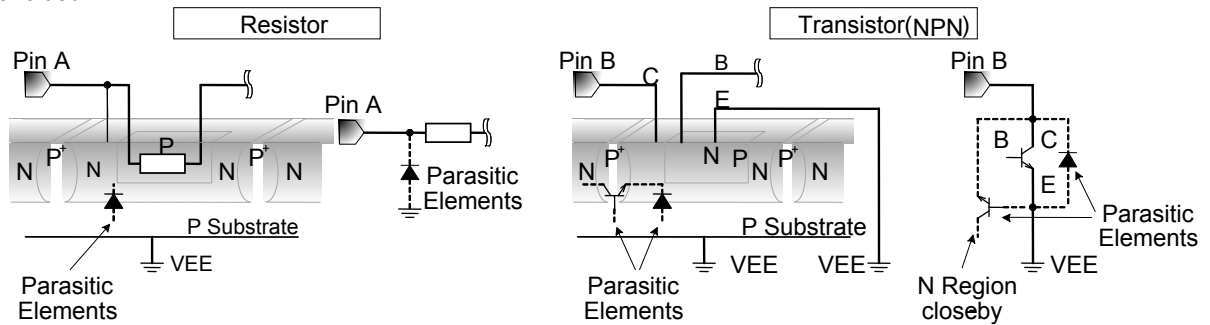 Resistor
Pin A
N
P+
N
P
P+
N
P Substrate
VEE
Parasitic
Elements
Pin A
Parasitic
Elements
Transistor(NPN)
Pin B
C
B
E
N
P+
N
P
P+
N
P Substrate
VEE
VEE
Parasitic
Elements
Pin B
B
C
E
Parasitic
Elements
VEE
N Region
closeby